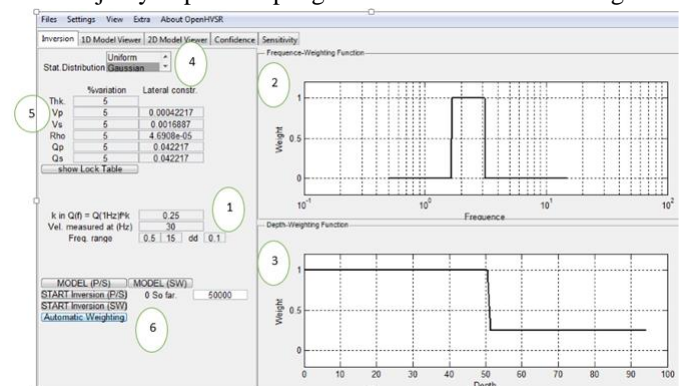 Files Settings View Extra About OpenHVSR
Inversion 1D Model Viewer 2D Model Viewer Confidence Sensitivity
Uniform
Stat.Distribution Gaussian
4
%variation Lateral constr.
5
Thk. 5
Vp 5 0.00042217
Vs 5 0.0016887
Rho 5 4.6908e-05
Qp 5 0.042217
Qs 5 0.042217
show Lock Table
1
k in Q(f) = Q(1Hz)f^k 0.25
Vel. measured at (Hz) 30
Freq. range 0.5 15 dd 0.1
MODEL (P/S) MODEL (SW)
START Inversion (P/S) 0 So far. 50000
START Inversion (SW)
Automatic Weighting
6
Frequence-Weighting Function
2
Weight
1
0.5
0
10^-1 10^0 10^1 10^2
Frequence
Depth-Weighting Function
3
Weight
1
0.5
0
0 10 20 30 40 50 60 70 80 90 100
Depth